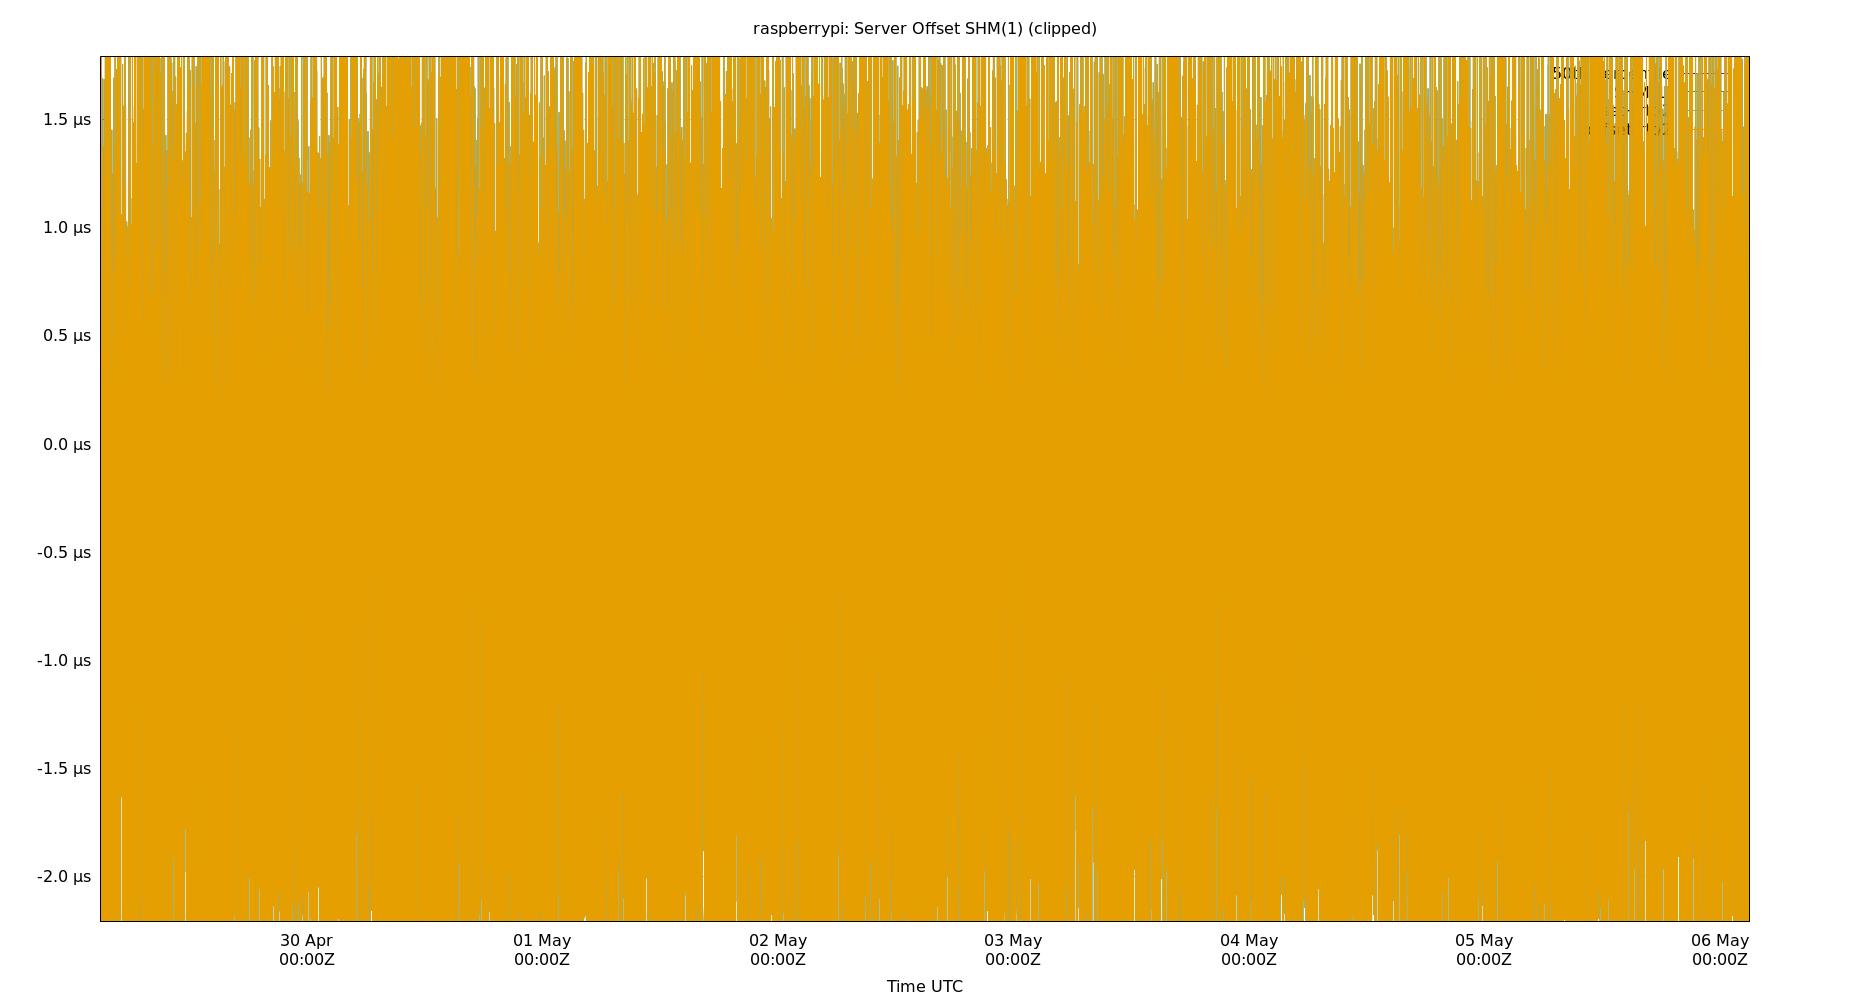 raspberrypi: Server Offset SHM(1) (clipped)
1.5 µs
1.0 µs
0.5 µs
0.0 µs
-0.5 µs
-1.0 µs
-1.5 µs
-2.0 µs
30 Apr 01 May 02 May 03 May 04 May 05 May 06 May
00:00Z 00:00Z 00:00Z 00:00Z 00:00Z 00:00Z 00:00Z
Time UTC